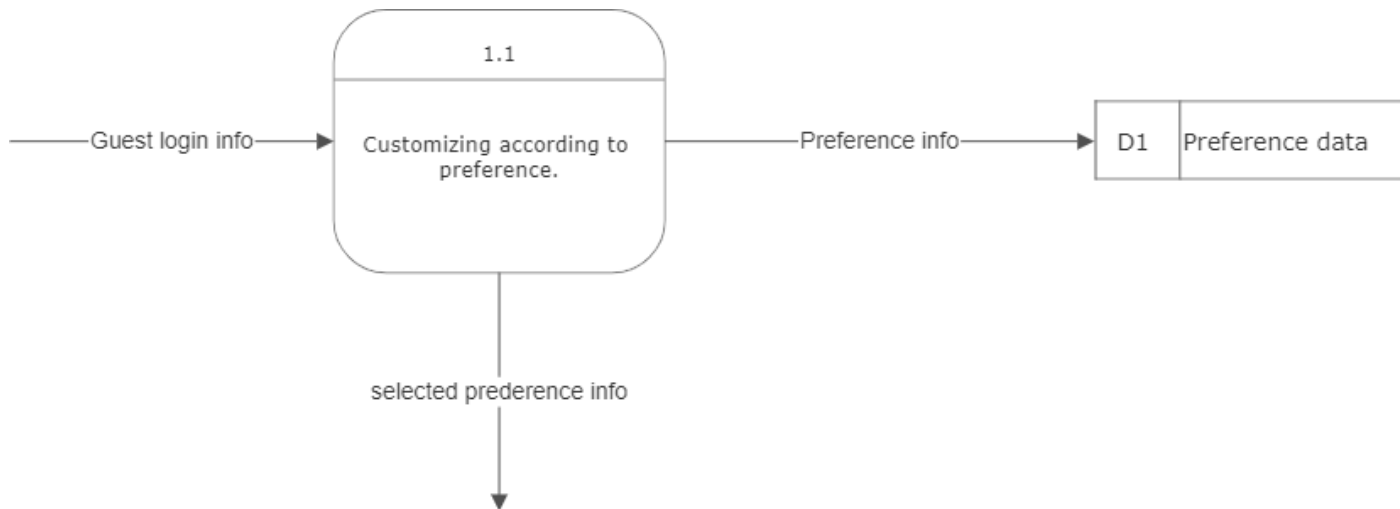 1.1
Guest login info
Customizing according to
preference.
Preference info
D1
Preference data
selected prederence info